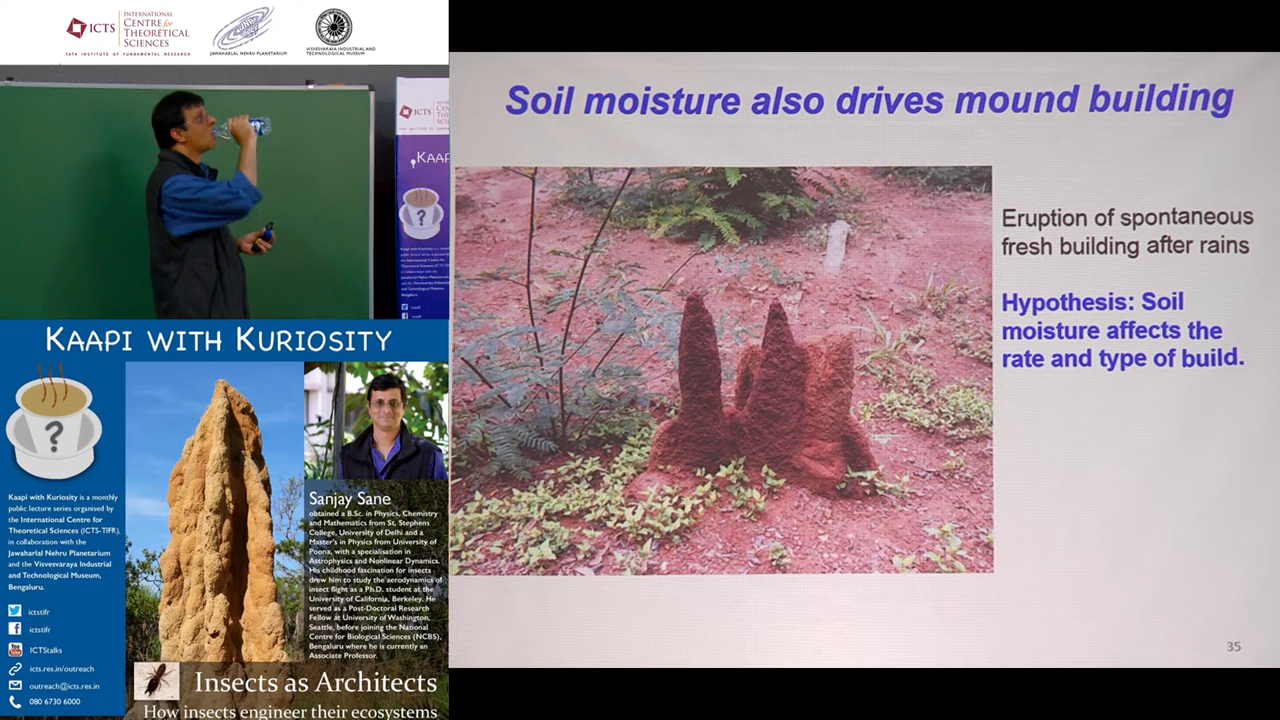 ICTS
INTERNATIONAL
CENTRE for
THEORETICAL
SCIENCES
TATA INSTITUTE OF FUNDAMENTAL RESEARCH
JAWAHARLAL NEHRU PLANETARIUM
VISVESVARAYA INDUSTRIAL AND
TECHNOLOGICAL MUSEUM
ICTS
KAAPI
?
Kaapi with Kuriosity is a
KAAPI WITH KURIOSITY
?
Kaapi with Kuriosity is a monthly
public lecture series organised by
the International Centre for
Theoretical Sciences (ICTS-TIFR),
in collaboration with the
Jawaharlal Nehru Planetarium
and the Visvesvaraya Industrial
and Technological Museum,
Bengaluru.
ictstifr
ictstifr
You
Tube
ICTStalks
icts.res.in/outreach
outreach@icts.res.in
080 6730 6000
Sanjay Sane
obtained a B.Sc. in Physics, Chemistry
and Mathematics from St. Stephens
College, University of Delhi and a
Master's in Physics from University of
Poona, with a specialisation in
Astrophysics and Nonlinear Dynamics.
His childhood fascination for insects
drew him to study the aerodynamics of
insect flight as a Ph.D. student at the
University of California, Berkeley. He
served as a Post-Doctoral Research
Fellow at University of Washington,
Seattle, before joining the National
Centre for Biological Sciences (NCBS),
Bengaluru where he is currently an
Associate Professor.
Insects as Architects
How insects engineer their ecosystems
Soil moisture also drives mound building
Eruption of spontaneous
fresh building after rains
Hypothesis: Soil
moisture affects the
rate and type of build.
35